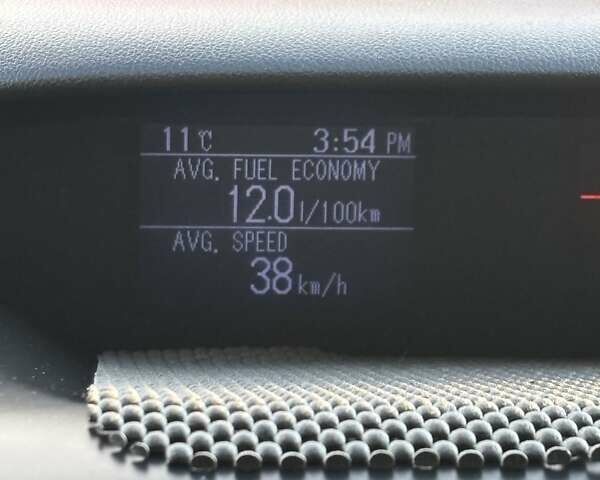 11℃ 3:54 PM
AVG. FUEL ECONOMY
12.0 l/100km
AVG. SPEED
38 km/h